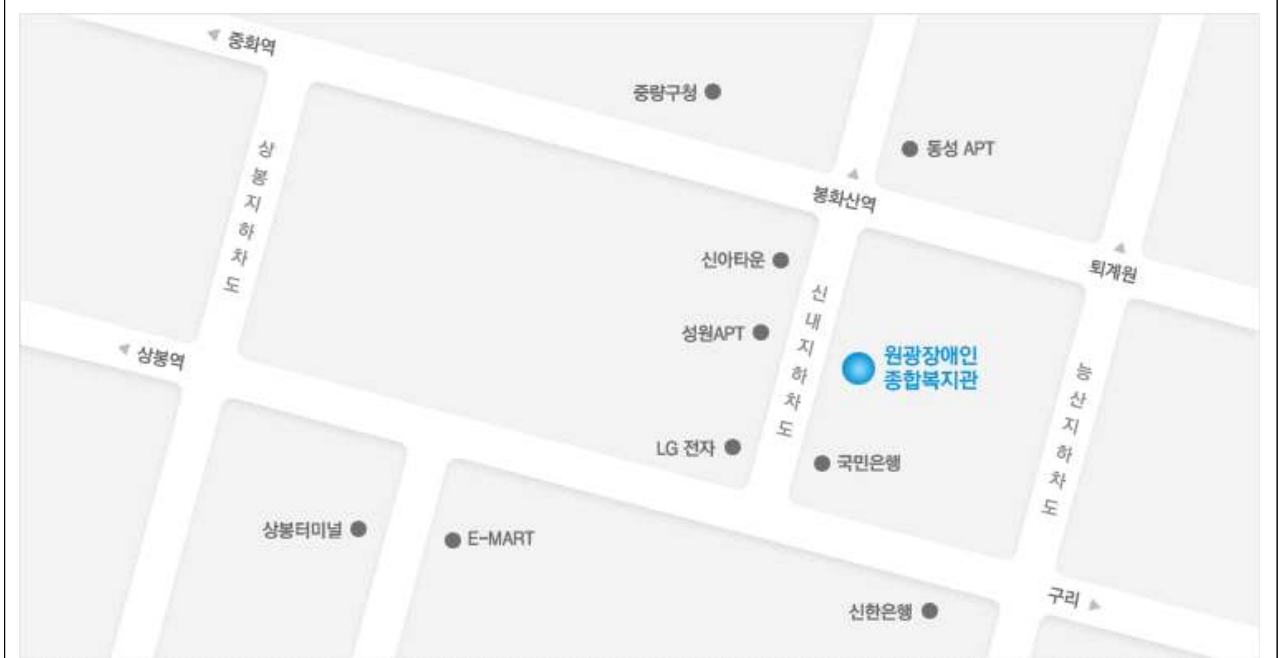 중화역
중랑구청
동성 APT
상봉지하차도
봉화산역
신아타운
퇴계원
신내지하차도
성원APT
상봉역
원광장애인
종합복지관
능산지하차도
LG 전자
국민은행
상봉터미널
E-MART
구리
신한은행